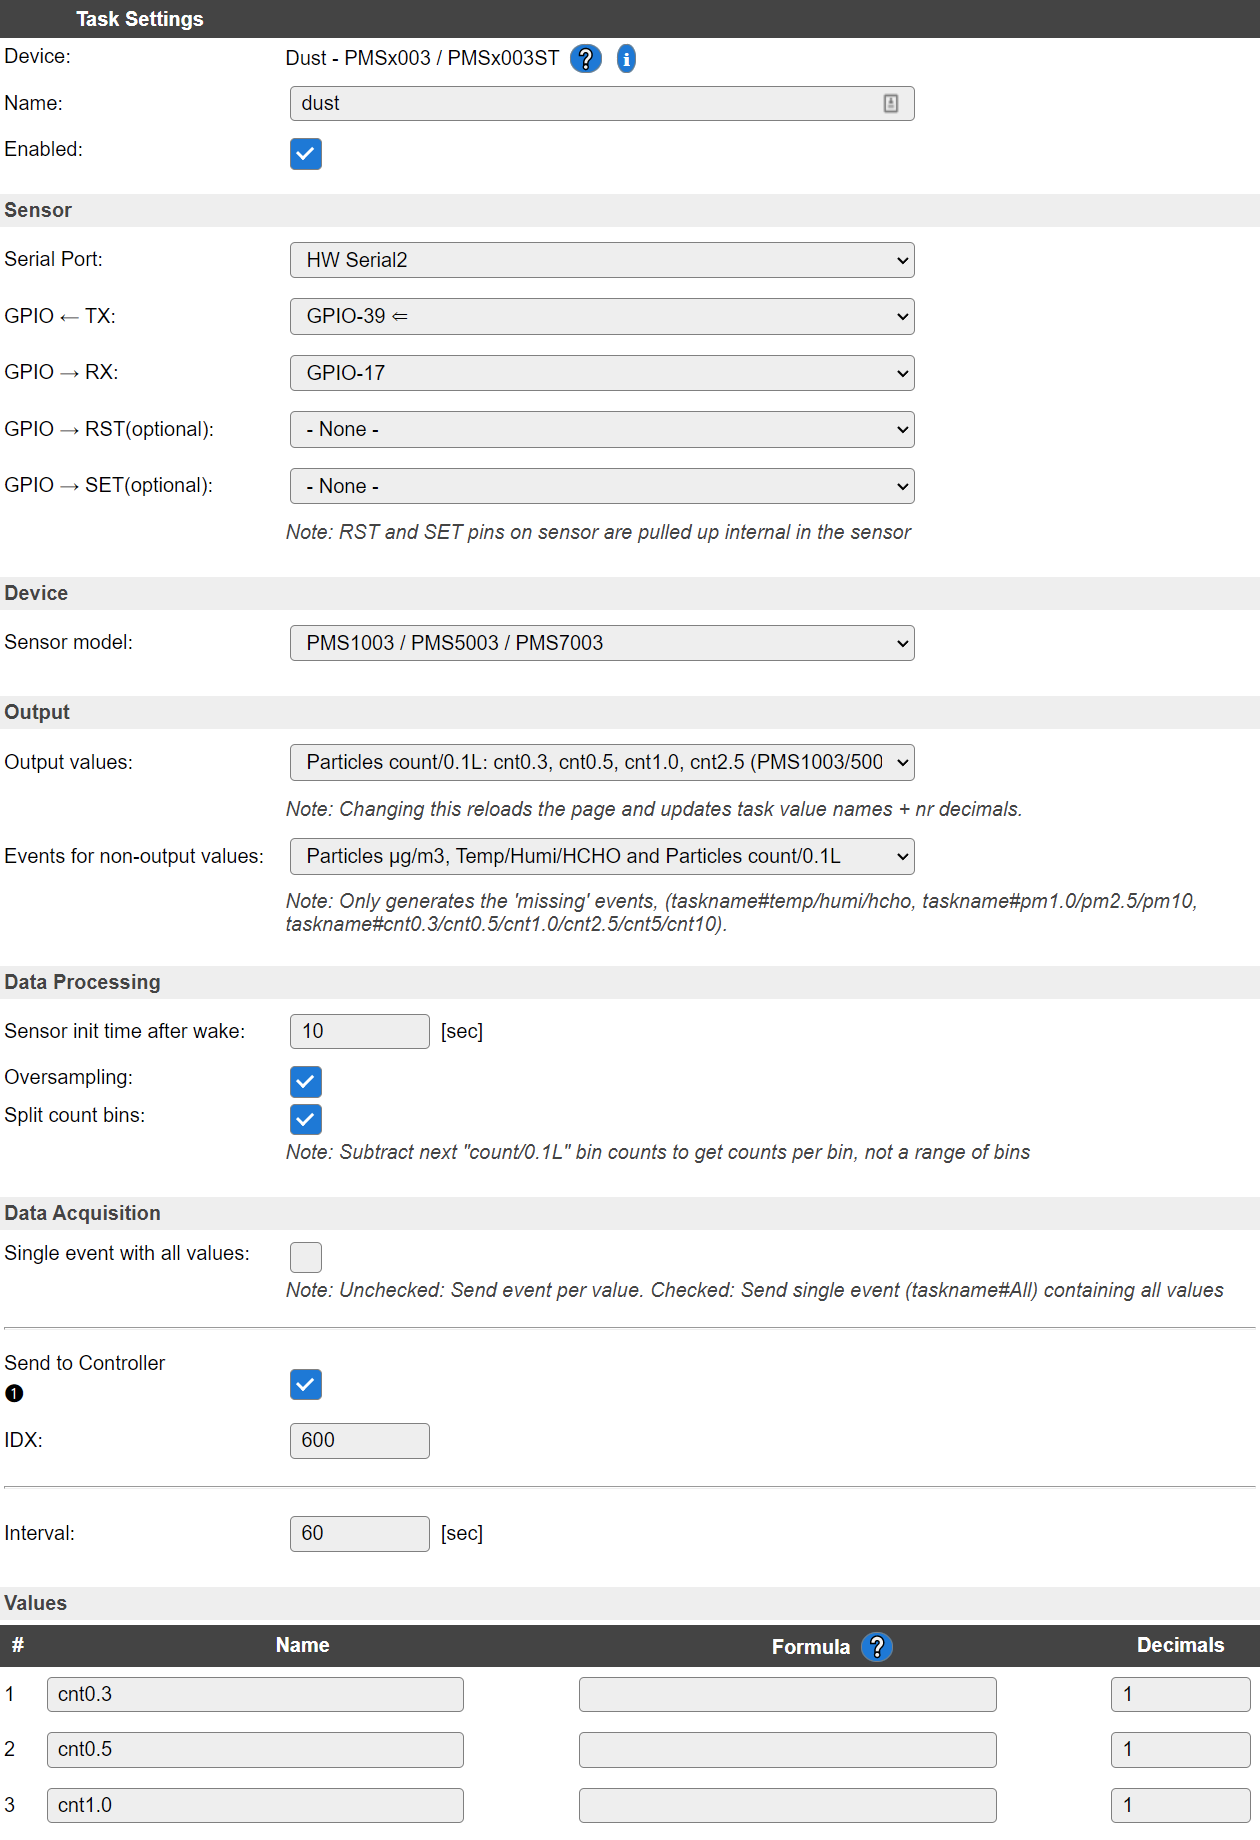 Task Settings
Device: Dust - PMSx003 / PMSx003ST ? i
Name: dust
Enabled:
Sensor
Serial Port: HW Serial2
GPIO ← TX: GPIO-39 ⇐
GPIO → RX: GPIO-17
GPIO → RST(optional): - None -
GPIO → SET(optional): - None -
Note: RST and SET pins on sensor are pulled up internal in the sensor
Device
Sensor model: PMS1003 / PMS5003 / PMS7003
Output
Output values: Particles count/0.1L: cnt0.3, cnt0.5, cnt1.0, cnt2.5 (PMS1003/500
Note: Changing this reloads the page and updates task value names + nr decimals.
Events for non-output values: Particles µg/m3, Temp/Humi/HCHO and Particles count/0.1L
Note: Only generates the 'missing' events, (taskname#temp/humi/hcho, taskname#pm1.0/pm2.5/pm10,
taskname#cnt0.3/cnt0.5/cnt1.0/cnt2.5/cnt5/cnt10).
Data Processing
Sensor init time after wake: 10 [sec]
Oversampling:
Split count bins:
Note: Subtract next "count/0.1L" bin counts to get counts per bin, not a range of bins
Data Acquisition
Single event with all values:
Note: Unchecked: Send event per value. Checked: Send single event (taskname#All) containing all values
Send to Controller
❶
IDX: 600
Interval: 60 [sec]
Values
# Name Formula ? Decimals
1 cnt0.3 1
2 cnt0.5 1
3 cnt1.0 1